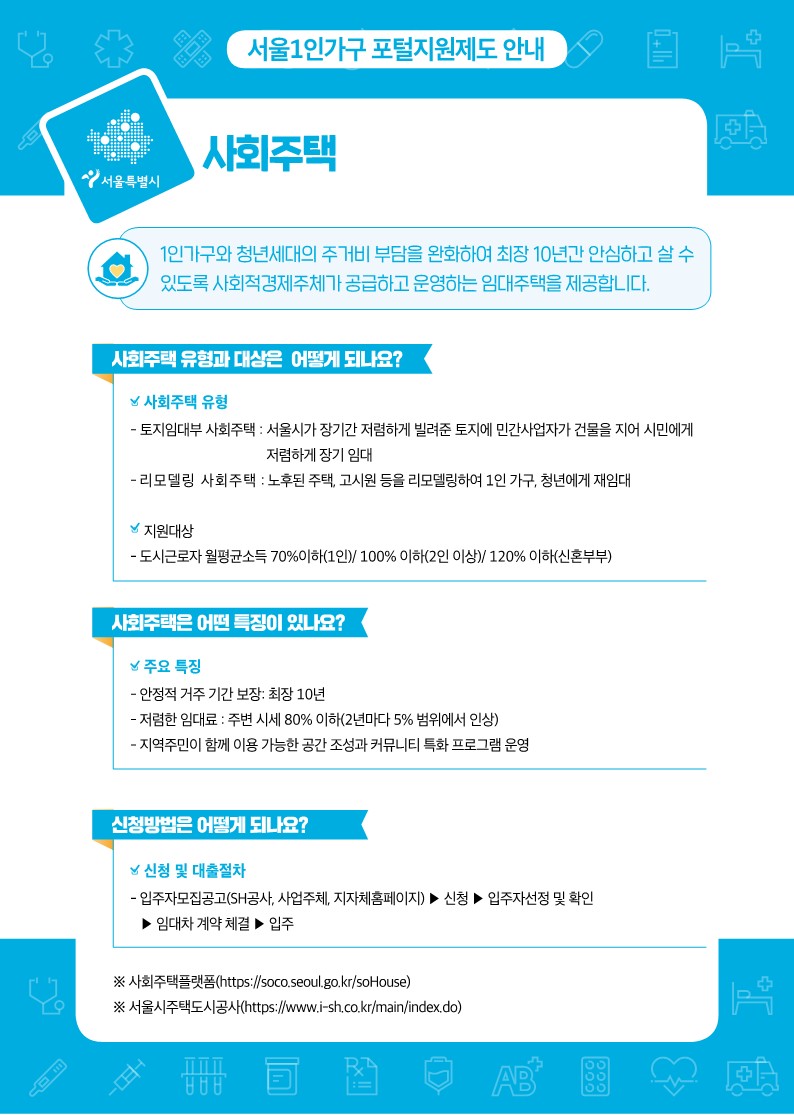 서울1인가구 포털지원제도 안내
서울특별시
사회주택
1인가구와 청년세대의 주거비 부담을 완화하여 최장 10년간 안심하고 살 수
있도록 사회적경제주체가 공급하고 운영하는 임대주택을 제공합니다.
사회주택 유형과 대상은 어떻게 되나요?
사회주택 유형
- 토지임대부 사회주택 : 서울시가 장기간 저렴하게 빌려준 토지에 민간사업자가 건물을 지어 시민에게
저렴하게 장기 임대
- 리모델링 사회주택 : 노후된 주택, 고시원 등을 리모델링하여 1인 가구, 청년에게 재임대
지원대상
- 도시근로자 월평균소득 70%이하(1인)/ 100% 이하(2인 이상)/ 120% 이하(신혼부부)
사회주택은 어떤 특징이 있나요?
주요 특징
- 안정적 거주 기간 보장: 최장 10년
- 저렴한 임대료 : 주변 시세 80% 이하(2년마다 5% 범위에서 인상)
- 지역주민이 함께 이용 가능한 공간 조성과 커뮤니티 특화 프로그램 운영
신청방법은 어떻게 되나요?
신청 및 대출절차
- 입주자모집공고(SH공사, 사업주체, 지자체홈페이지) ▶ 신청 ▶ 입주자선정 및 확인
▶ 임대차 계약 체결 ▶ 입주
※ 사회주택플랫폼(https://soco.seoul.go.kr/soHouse)
※ 서울시주택도시공사(https://www.i-sh.co.kr/main/index.do)
Rx
AB+